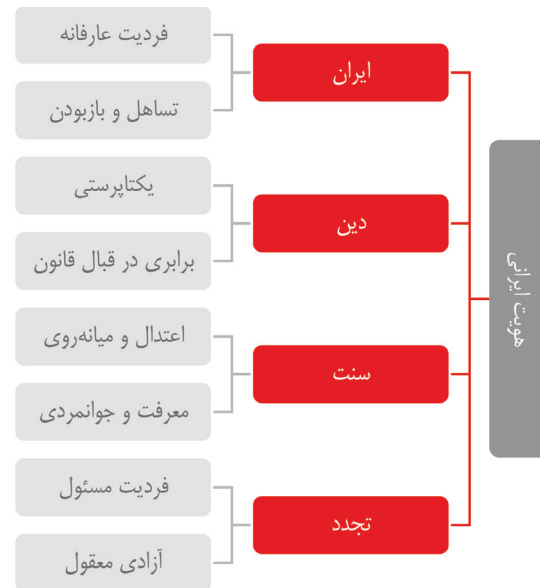 هویت ایرانی
ایران
فردیت عارفانه
تساهل و بازبودن
دین
یکتاپرستی
برابری در قبال قانون
سنت
اعتدال و میانه‌روی
معرفت و جوانمردی
تجدد
فردیت مسئول
آزادی معقول